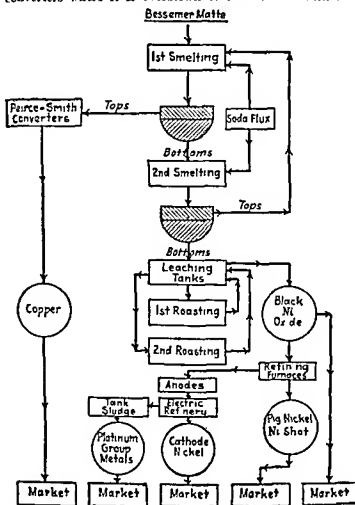 Bessemer Matte
1st Smelting
Peirce-Smith
Converters
Tops
Soda Flux
Bottoms
2nd Smelting
Tops
Bottoms
Leaching
Tanks
Copper
1st Roasting
Black
Ni
Ox de
2nd Roasting
Refining
Furnaces
Anodes
Tank
Sludge
Electric
Refinery
Platinum
Group
Metals
Cathode
Nickel
Pig Nickel
Ni Shot
Market
Market
Market
Market
Market